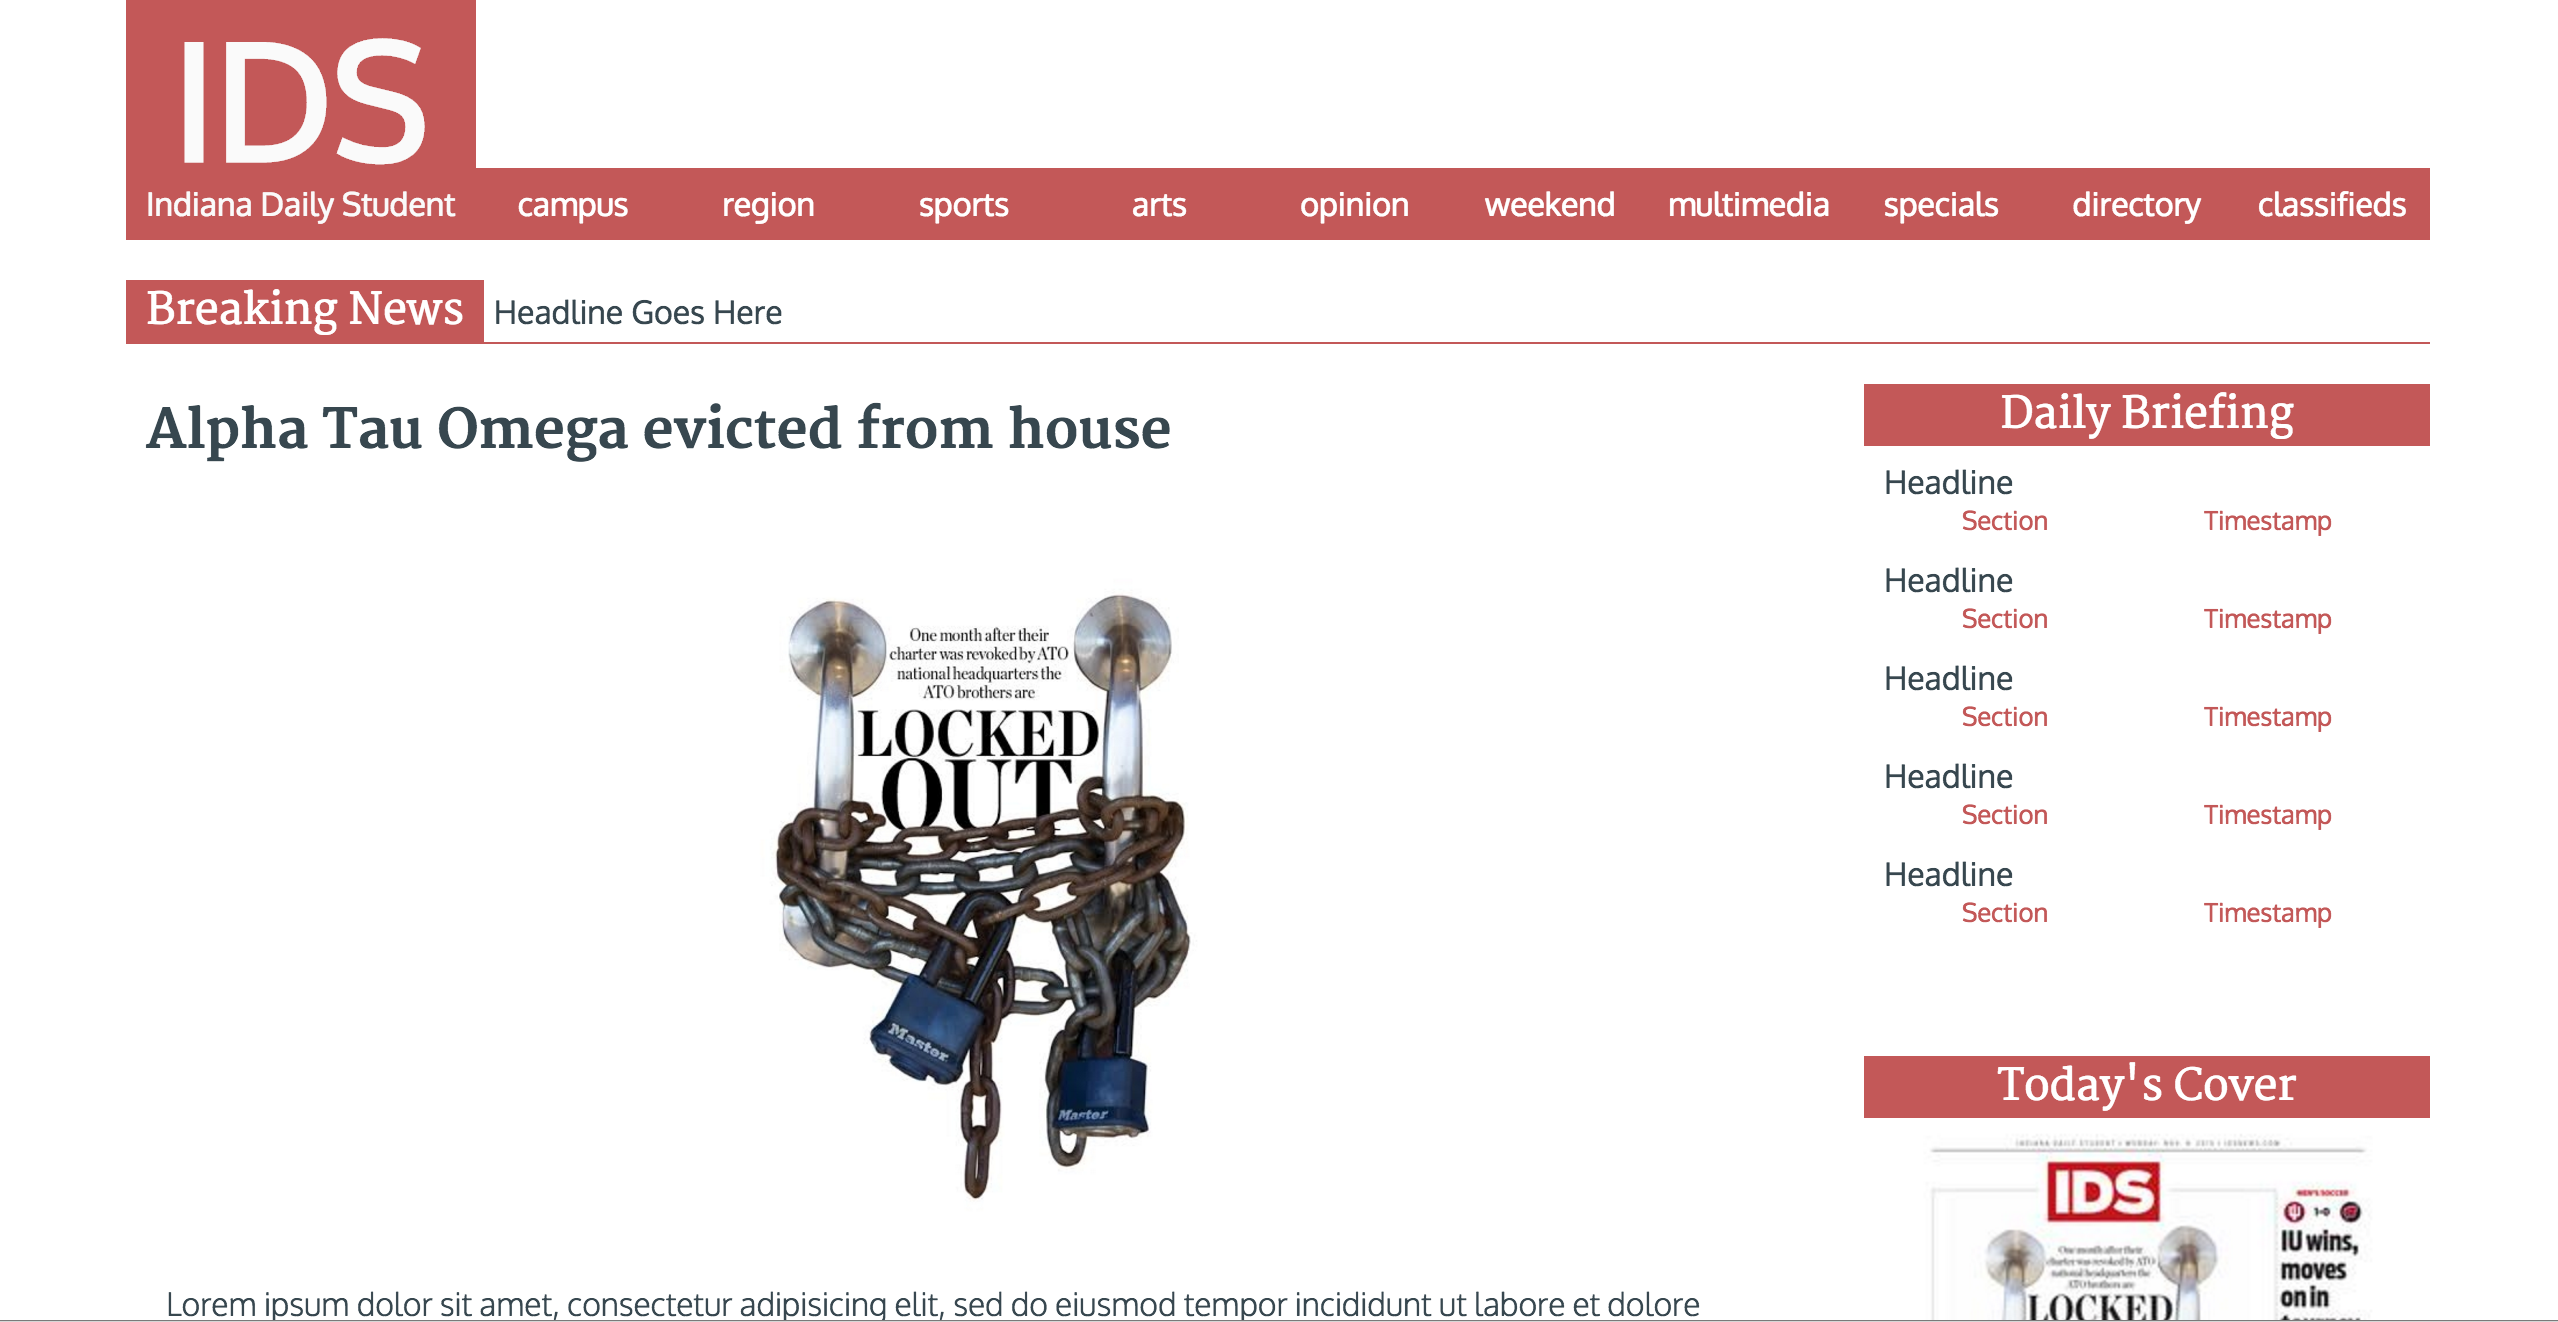 IDS
Indiana Daily Student campus region sports arts opinion weekend multimedia specials directory classifieds
Breaking News Headline Goes Here
Alpha Tau Omega evicted from house
One month after their
charter was revoked by ATO
national headquarters the
ATO brothers are
LOCKED
OUT
Master
Master
Lorem ipsum dolor sit amet, consectetur adipisicing elit, sed do eiusmod tempor incididunt ut labore et dolore
Daily Briefing
Headline
Section Timestamp
Headline
Section Timestamp
Headline
Section Timestamp
Headline
Section Timestamp
Headline
Section Timestamp
Today's Cover
IDS
MEN'S SOCCER
1-0
IU wins,
moves
on in
One month after their
charter was revoked by ATO
national headquarters the
ATO brothers are
LOCKED